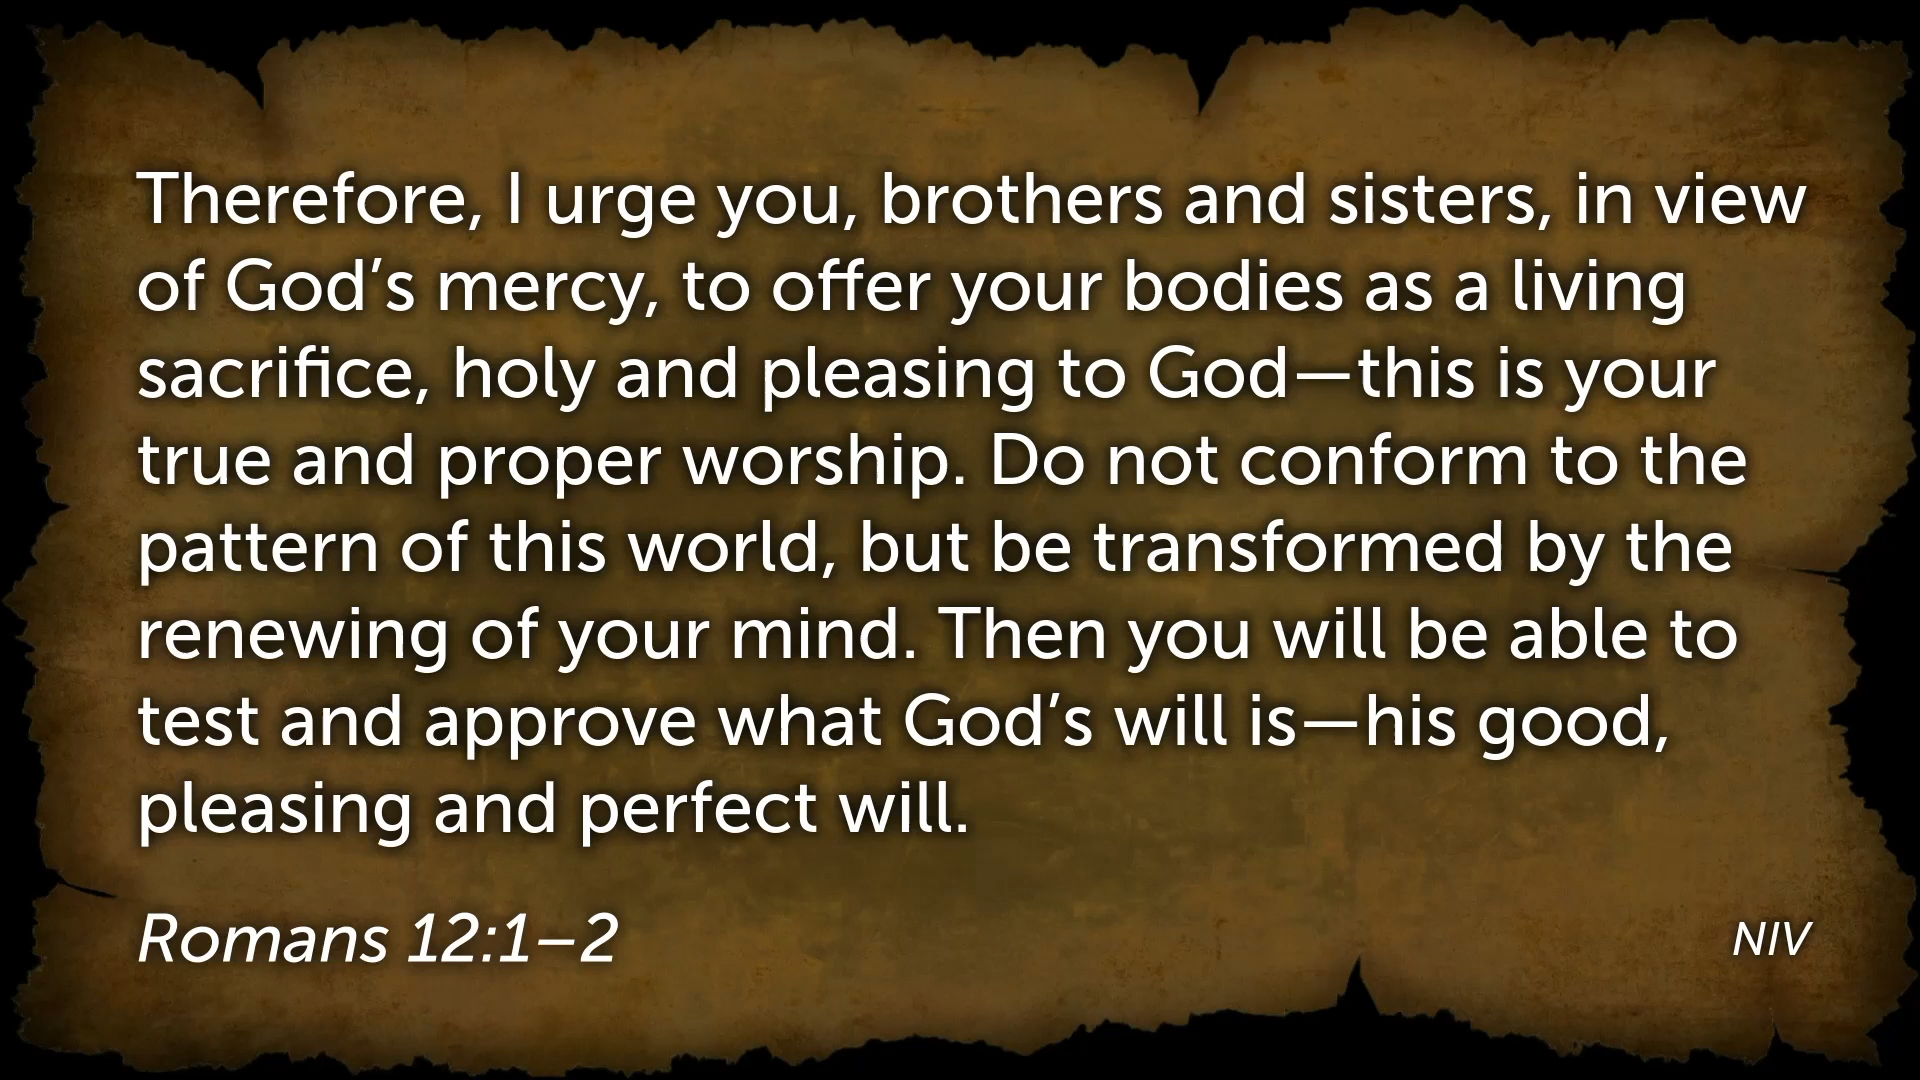 Therefore, I urge you, brothers and sisters, in view
of God’s mercy, to offer your bodies as a living
sacrifice, holy and pleasing to God—this is your
true and proper worship. Do not conform to the
pattern of this world, but be transformed by the
renewing of your mind. Then you will be able to
test and approve what God’s will is—his good,
pleasing and perfect will.
Romans 12:1–2
NIV